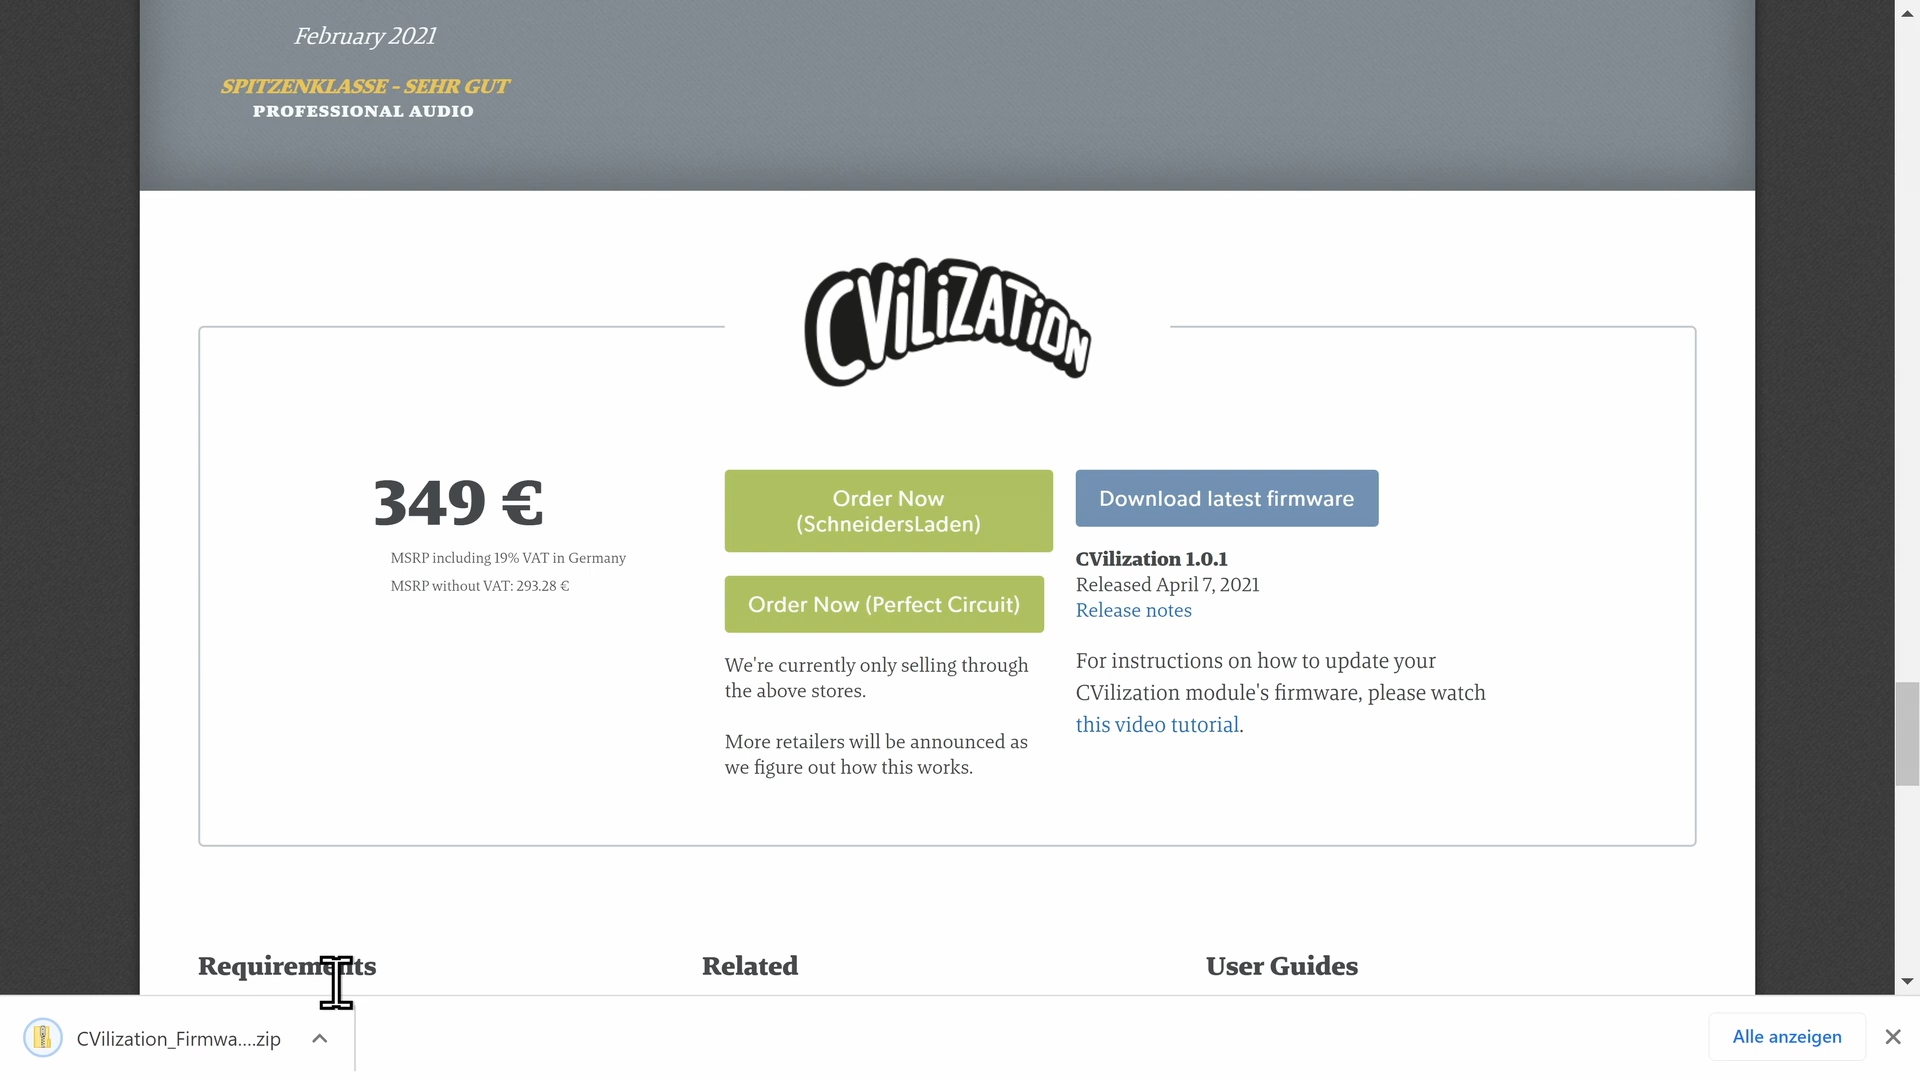 February 2021
SPITZENKLASSE - SEHR GUT
PROFESSIONAL AUDIO
CViLiZATiON
349 €
MSRP including 19% VAT in Germany
MSRP without VAT: 293.28 €
Order Now
(SchneidersLaden)
Order Now (Perfect Circuit)
We're currently only selling through
the above stores.
More retailers will be announced as
we figure out how this works.
Download latest firmware
CVilization 1.0.1
Released April 7, 2021
Release notes
For instructions on how to update your
CVilization module's firmware, please watch
this video tutorial.
Requirements
Related
User Guides
CVilization_Firmwa....zip
Alle anzeigen